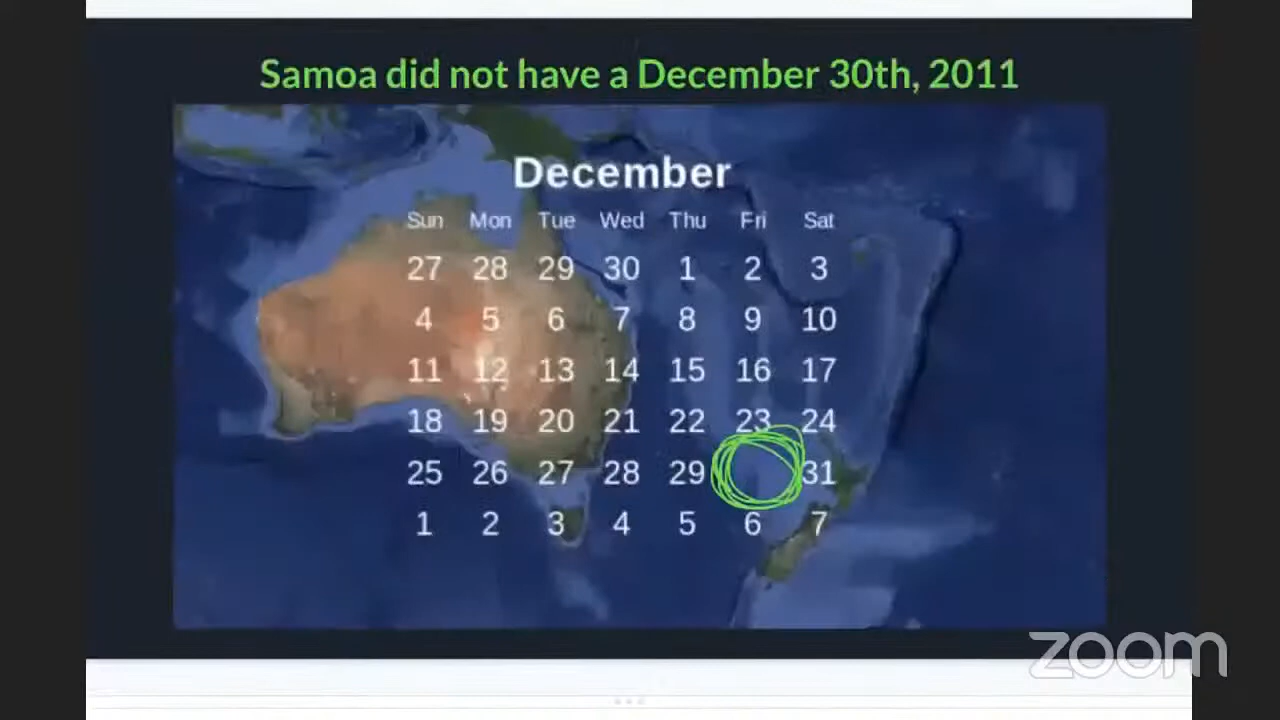 Samoa did not have a December 30th, 2011
December
Sun Mon Tue Wed Thu Fri Sat
27 28 29 30 1 2 3
4 5 6 7 8 9 10
11 12 13 14 15 16 17
18 19 20 21 22 23 24
25 26 27 28 29 31
1 2 3 4 5 6 7
zoom